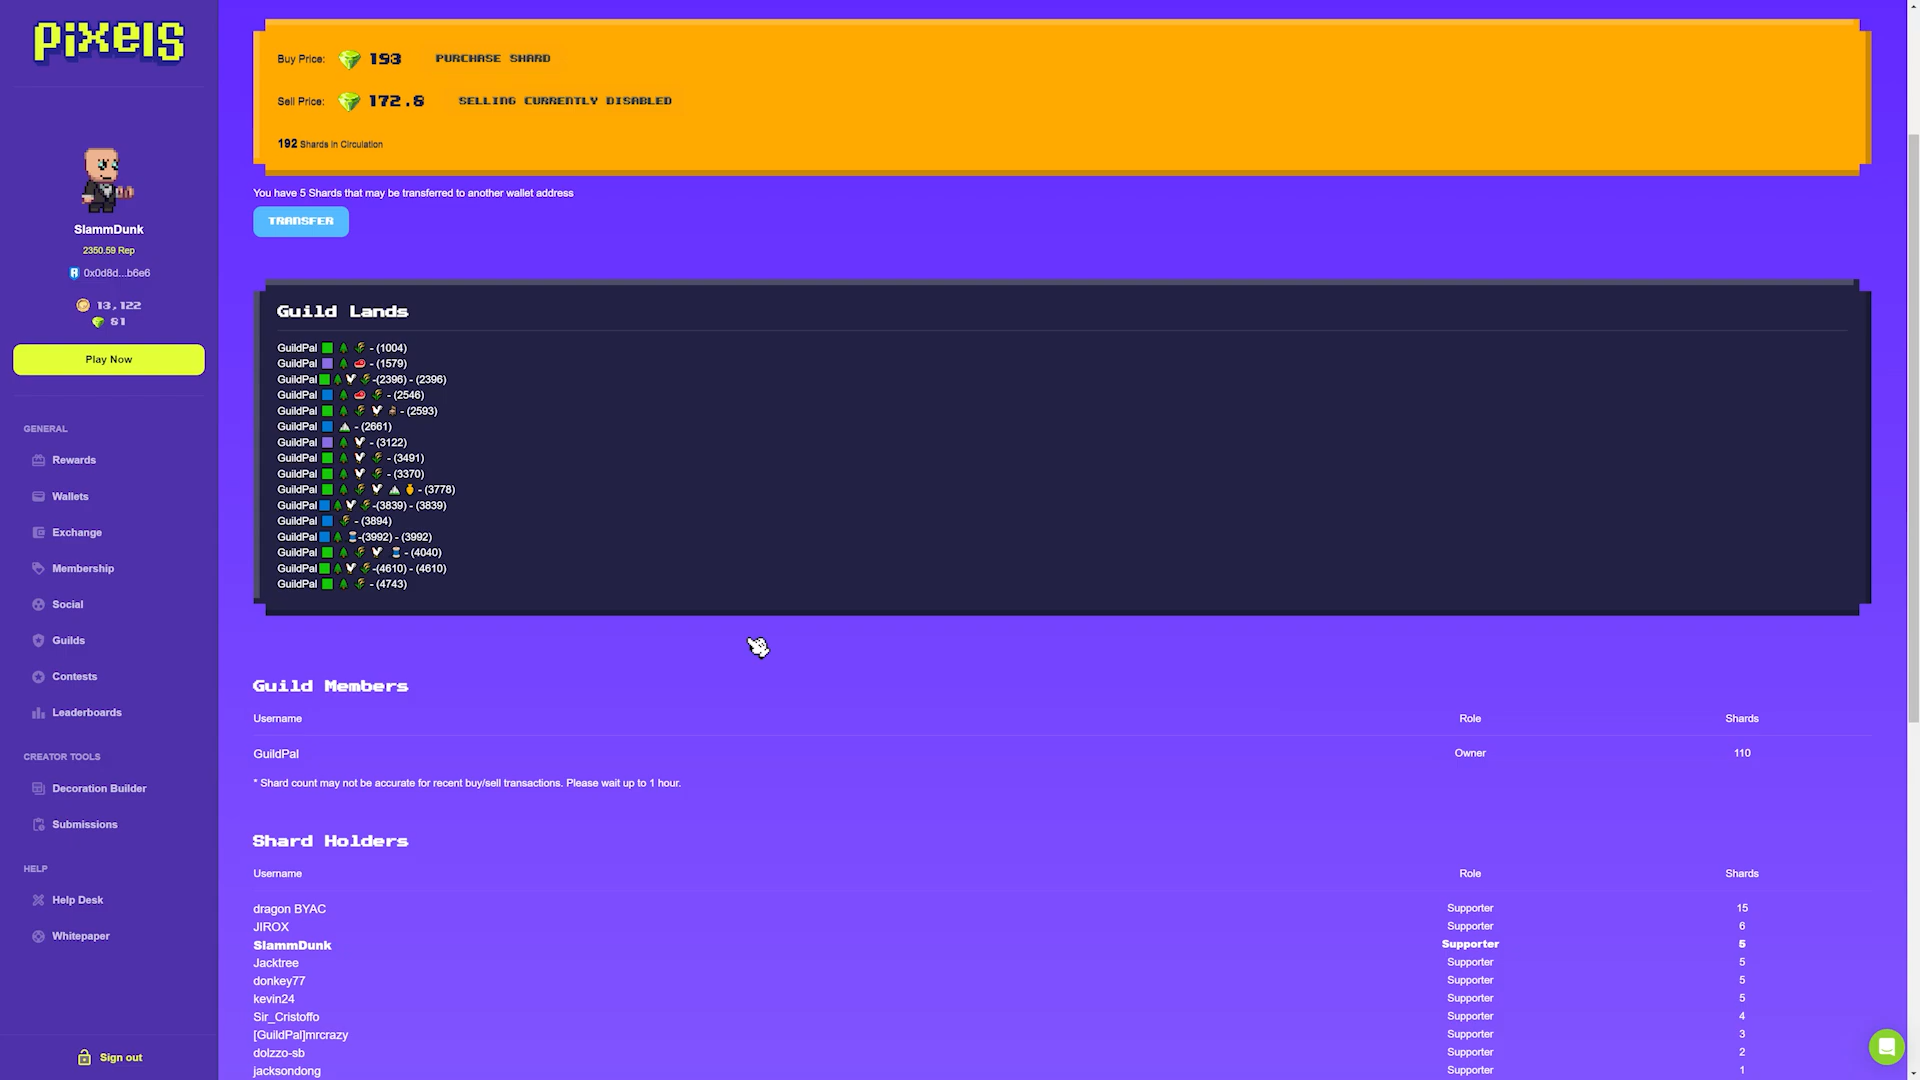 pixels
SlammDunk
2350.59 Rep
0x0d8d...b6e6
13,122
81
Play Now
GENERAL
Rewards
Wallets
Exchange
Membership
Social
Guilds
Contests
Leaderboards
CREATOR TOOLS
Decoration Builder
Submissions
HELP
Help Desk
Whitepaper
Sign out
Buy Price: 193 PURCHASE SHARD
Sell Price: 172.8 SELLING CURRENTLY DISABLED
192 Shards In Circulation
You have 5 Shards that may be transferred to another wallet address
TRANSFER
Guild Lands
GuildPal - (1004)
GuildPal - (1579)
GuildPal -(2396) - (2396)
GuildPal - (2546)
GuildPal - (2593)
GuildPal - (2661)
GuildPal - (3122)
GuildPal - (3491)
GuildPal - (3370)
GuildPal - (3778)
GuildPal -(3839) - (3839)
GuildPal - (3894)
GuildPal -(3992) - (3992)
GuildPal - (4040)
GuildPal -(4610) - (4610)
GuildPal - (4743)
Guild Members
Username Role Shards
GuildPal Owner 110
* Shard count may not be accurate for recent buy/sell transactions. Please wait up to 1 hour.
Shard Holders
Username Role Shards
dragon BYAC Supporter 15
JIROX Supporter 6
SlammDunk Supporter 5
Jacktree Supporter 5
donkey77 Supporter 5
kevin24 Supporter 5
Sir_Cristoffo Supporter 4
[GuildPal]mrcrazy Supporter 3
dolzzo-sb Supporter 2
jacksondong Supporter 1